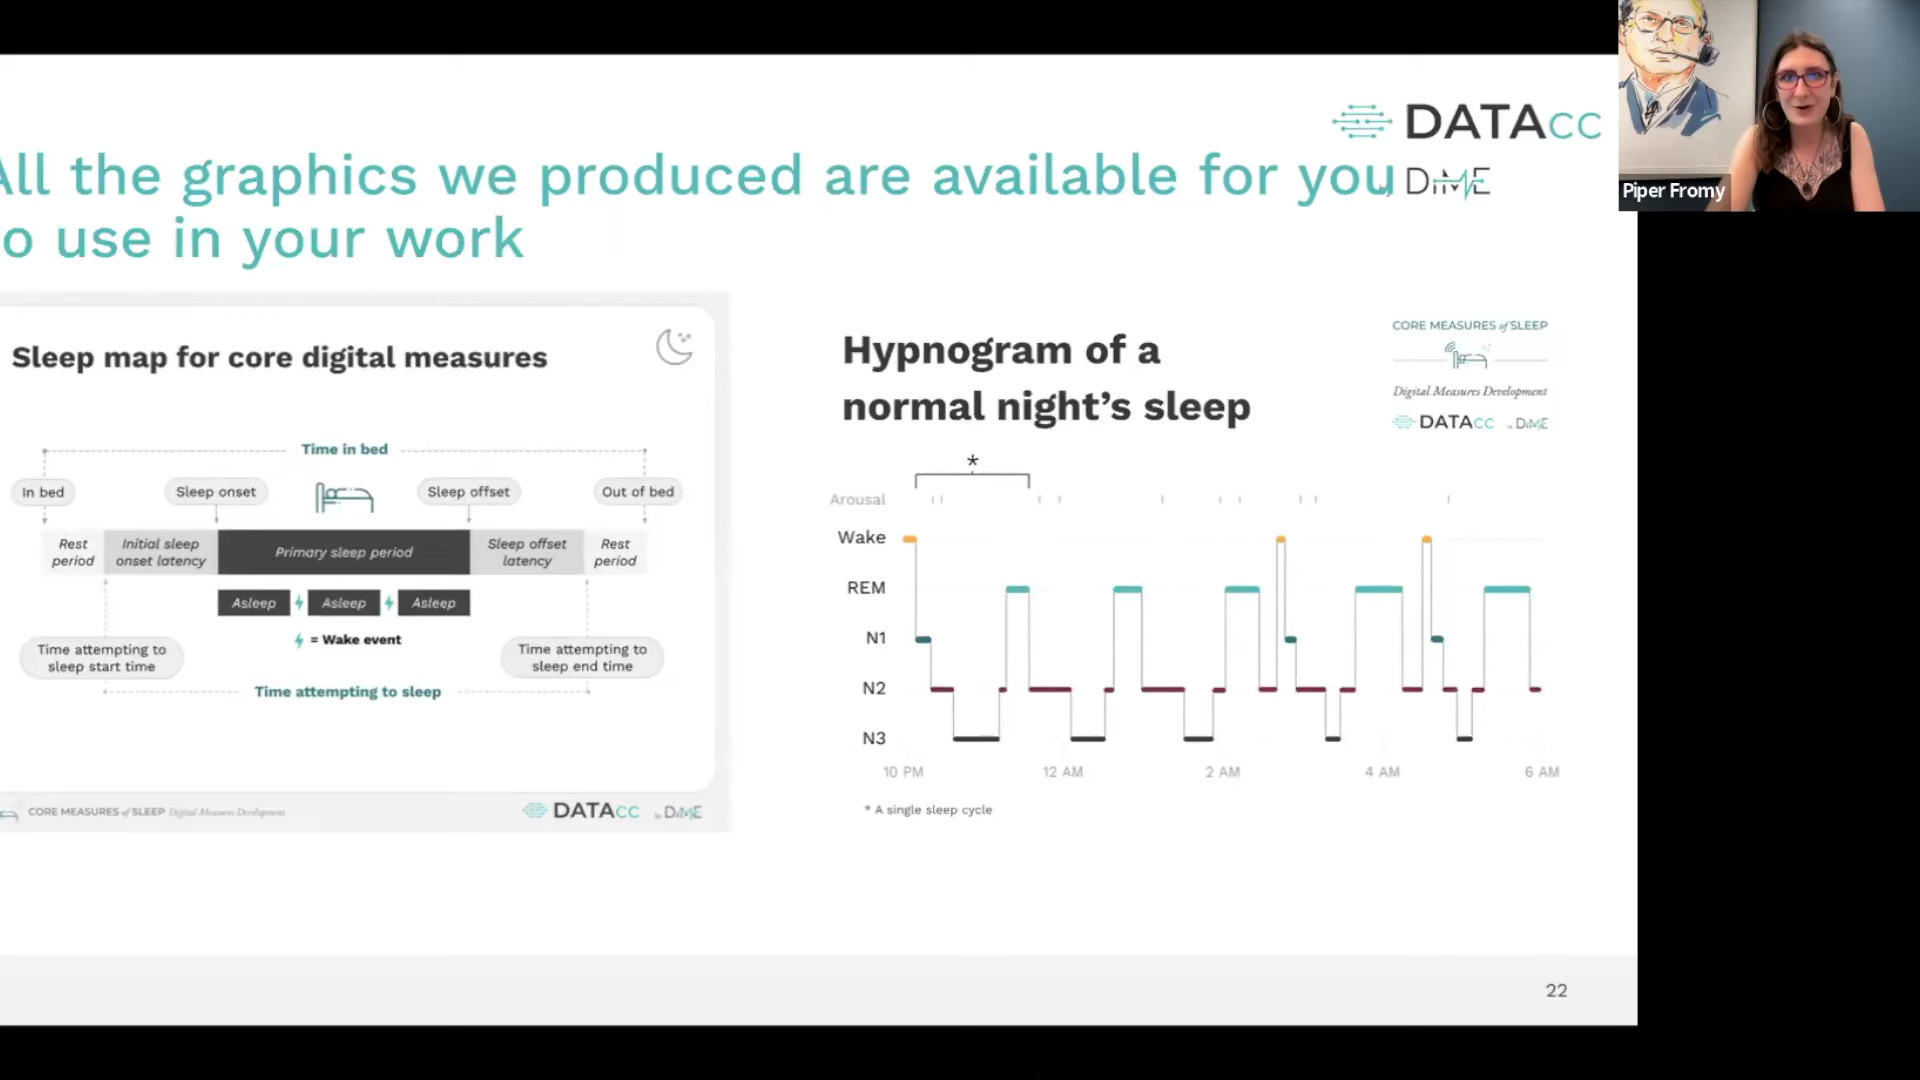 All the graphics we produced are available for you
o use in your work
DATAcc
by DiME
Piper Fromy
Sleep map for core digital measures
Time in bed
In bed
Sleep onset
Sleep offset
Out of bed
Rest period
Initial sleep onset latency
Primary sleep period
Sleep offset latency
Rest period
Asleep
Asleep
Asleep
= Wake event
Time attempting to sleep start time
Time attempting to sleep end time
Time attempting to sleep
CORE MEASURES of SLEEP Digital Measures Development
DATAcc by DiME
Hypnogram of a
normal night's sleep
CORE MEASURES of SLEEP
Digital Measures Development
DATAcc by DiME
*
Arousal
Wake
REM
N1
N2
N3
10 PM
12 AM
2 AM
4 AM
6 AM
* A single sleep cycle
22